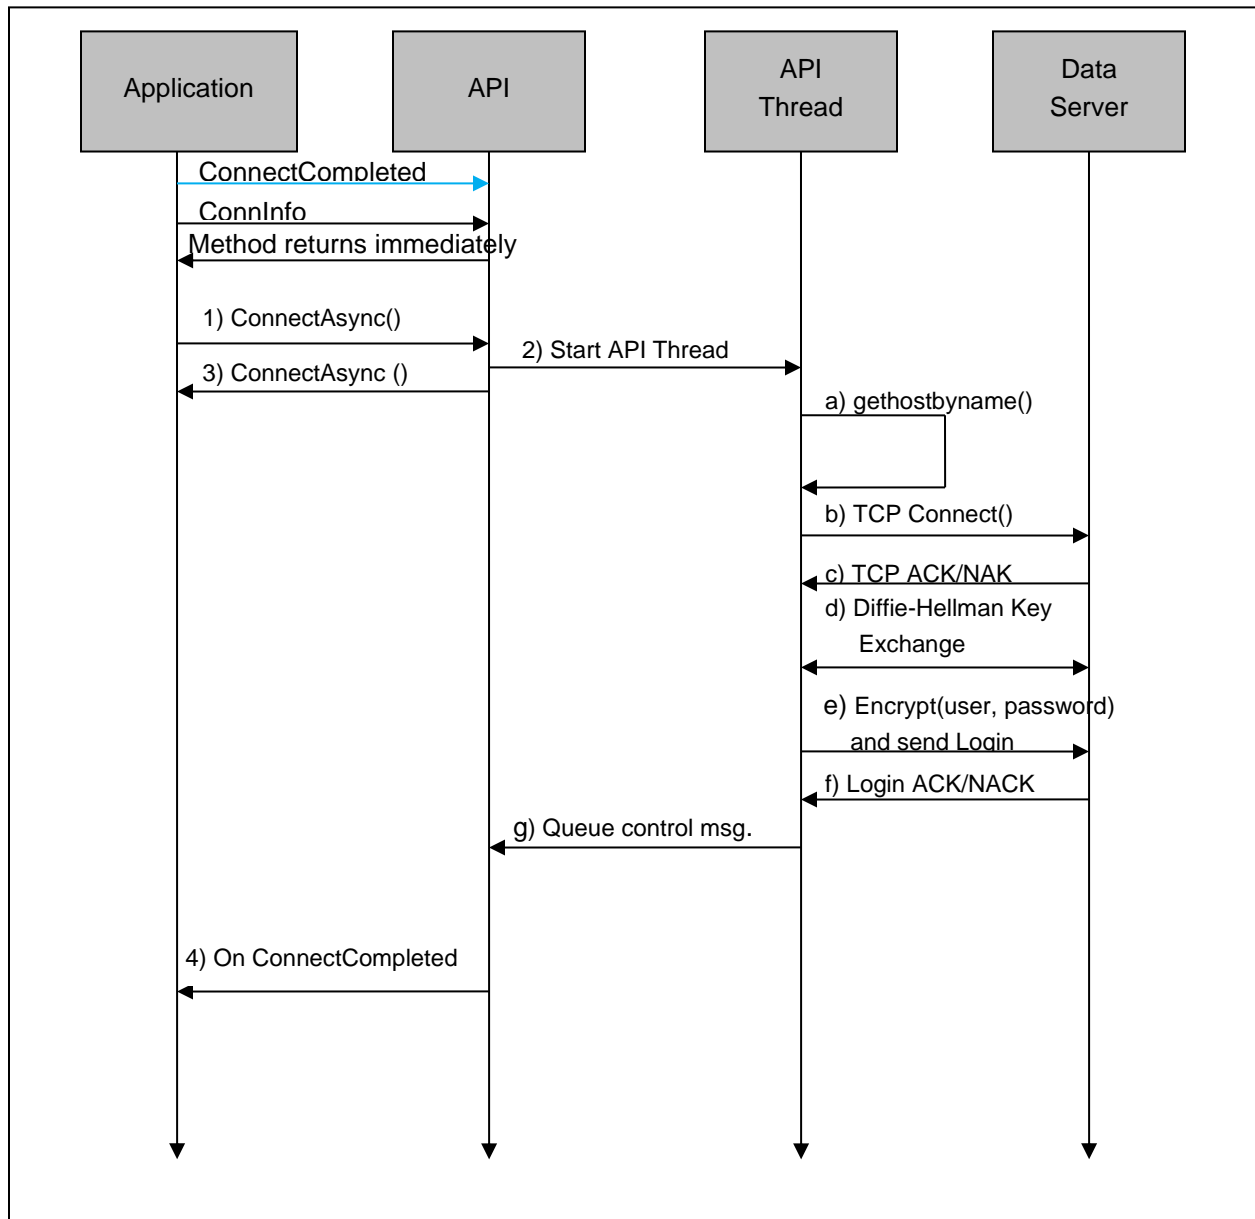 Application
API
API
Thread
Data
Server
ConnectCompleted
ConnInfo
Method returns immediately
1) ConnectAsync()
2) Start API Thread
3) ConnectAsync ()
a) gethostbyname()
b) TCP Connect()
c) TCP ACK/NAK
d) Diffie-Hellman Key
Exchange
e) Encrypt(user, password)
and send Login
f) Login ACK/NACK
g) Queue control msg.
4) On ConnectCompleted